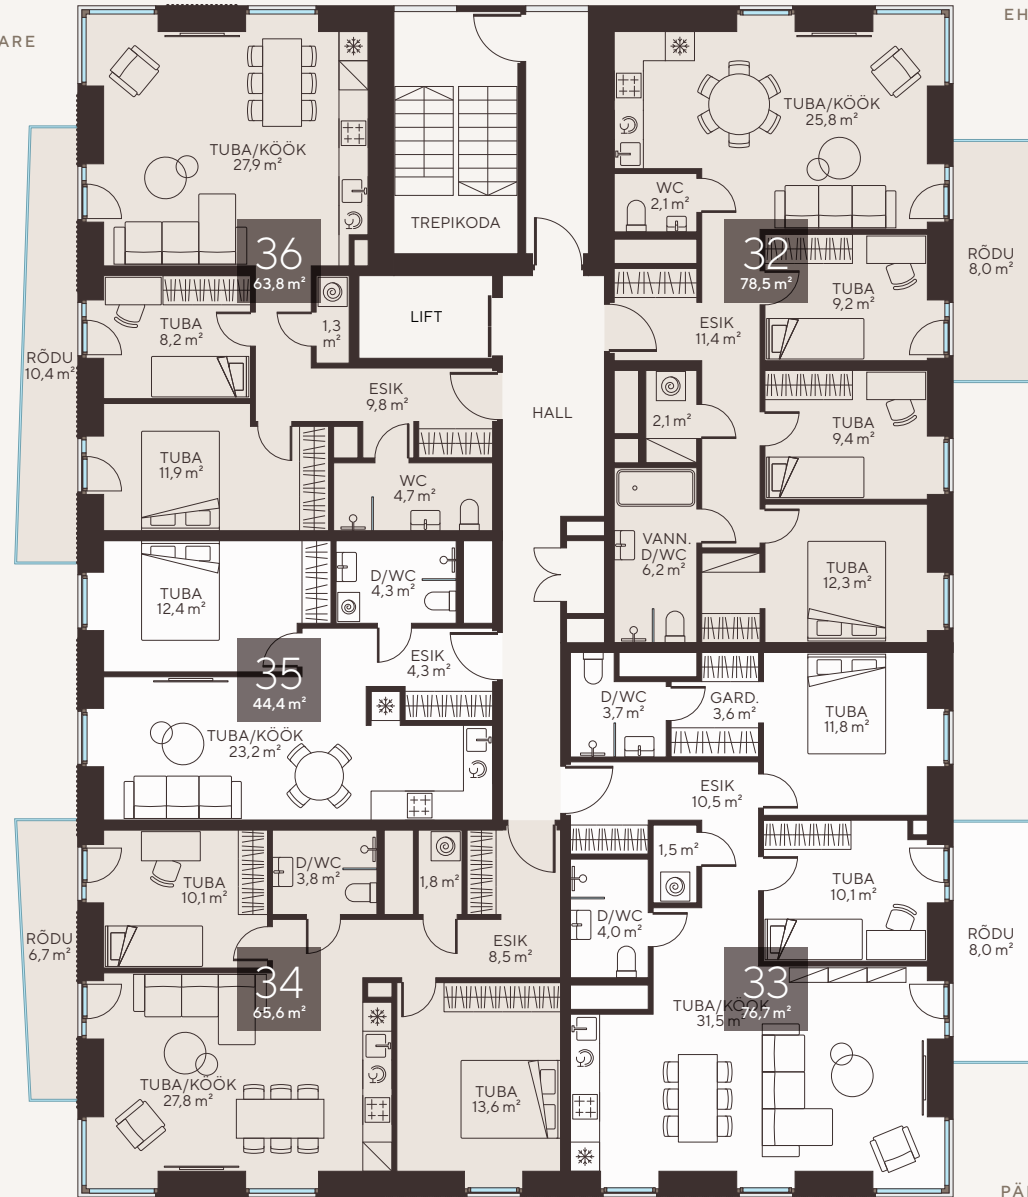 ARE
EH
TUBA/KÖÖK
27,9 m²
TUBA/KÖÖK
25,8 m²
WC
2,1 m²
TREPIKODA
36
63,8 m²
32
78,5 m²
RÕDU
8,0 m²
TUBA
9,2 m²
TUBA
8,2 m²
1,3
m²
LIFT
ESIK
11,4 m²
RÕDU
10,4 m²
ESIK
9,8 m²
HALL
2,1 m²
TUBA
9,4 m²
TUBA
11,9 m²
WC
4,7 m²
VANN.
D/WC
6,2 m²
TUBA
12,3 m²
TUBA
12,4 m²
D/WC
4,3 m²
ESIK
4,3 m²
35
44,4 m²
D/WC
3,7 m²
GARD.
3,6 m²
TUBA
11,8 m²
TUBA/KÖÖK
23,2 m²
ESIK
10,5 m²
1,5 m²
TUBA
10,1 m²
D/WC
3,8 m²
1,8 m²
TUBA
10,1 m²
D/WC
4,0 m²
RÕDU
6,7 m²
ESIK
8,5 m²
RÕDU
8,0 m²
34
65,6 m²
33
76,7 m²
TUBA/KÖÖK
31,5 m²
TUBA/KÖÖK
27,8 m²
TUBA
13,6 m²
PÄI